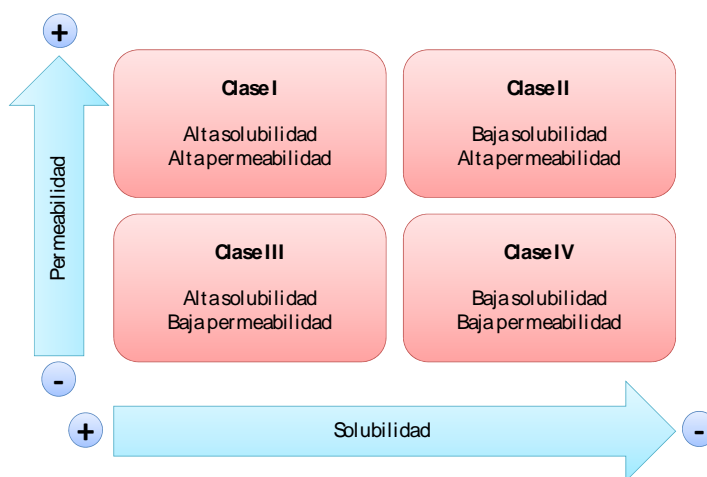 +
Clase I
Alta solubilidad
Alta permeabilidad
Clase II
Baja solubilidad
Alta permeabilidad
Permeabilidad
Clase III
Alta solubilidad
Baja permeabilidad
Clase IV
Baja solubilidad
Baja permeabilidad
-
+
Solubilidad
-